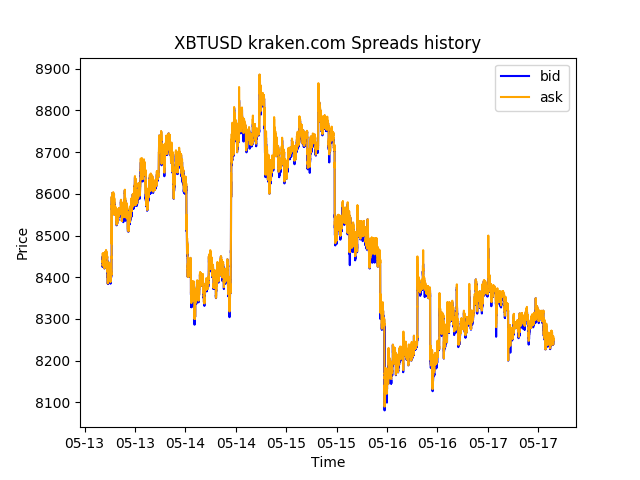 XBTUSD kraken.com Spreads history
bid
ask
Price
8900
8800
8700
8600
8500
8400
8300
8200
8100
05-13 05-13 05-14 05-14 05-15 05-15 05-16 05-16 05-17 05-17
Time